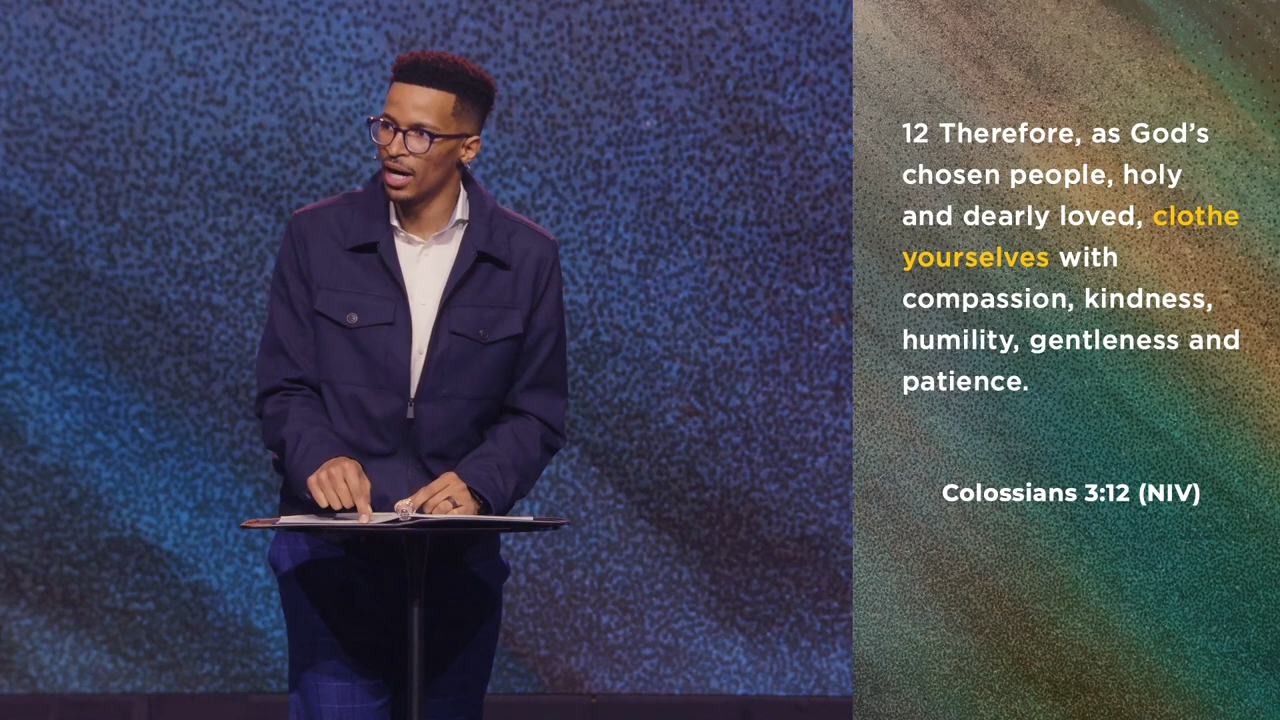 12 Therefore, as God’s
chosen people, holy
and dearly loved, clothe
yourselves with
compassion, kindness,
humility, gentleness and
patience.
Colossians 3:12 (NIV)